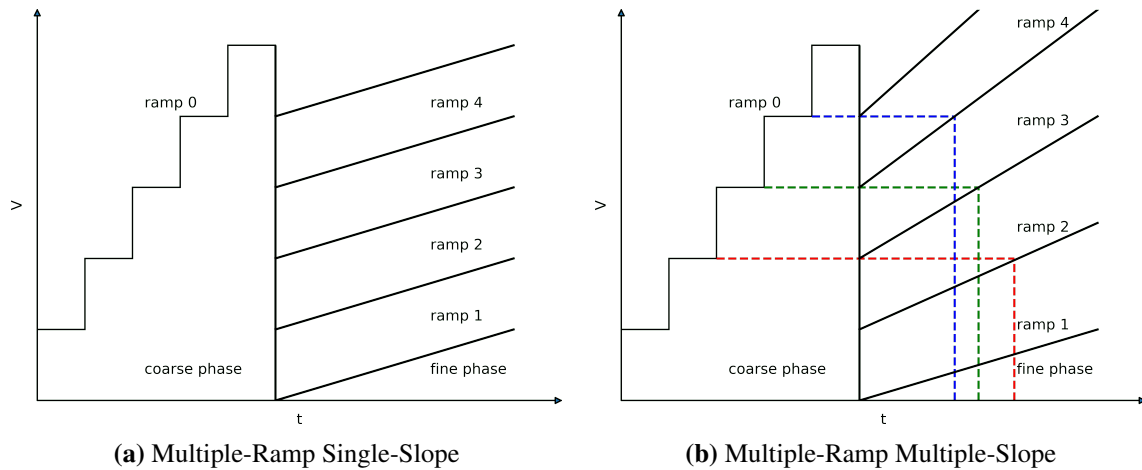 ramp 0
ramp 4
ramp 3
ramp 2
ramp 1
coarse phase
fine phase
V
t
(a) Multiple-Ramp Single-Slope
ramp 4
ramp 0
ramp 3
ramp 2
ramp 1
coarse phase
fine phase
V
t
(b) Multiple-Ramp Multiple-Slope